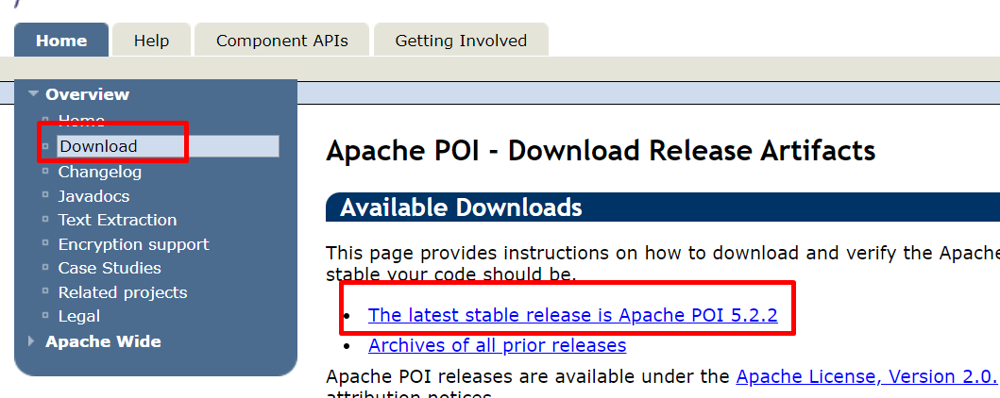 Home
Help
Component APIs
Getting Involved
Overview
Home
Download
Changelog
Javadocs
Text Extraction
Encryption support
Case Studies
Related projects
Legal
Apache Wide
Apache POI - Download Release Artifacts
Available Downloads
This page provides instructions on how to download and verify the Apache
stable your code should be.
The latest stable release is Apache POI 5.2.2
Archives of all prior releases
Apache POI releases are available under the Apache License, Version 2.0.
attribution notices.